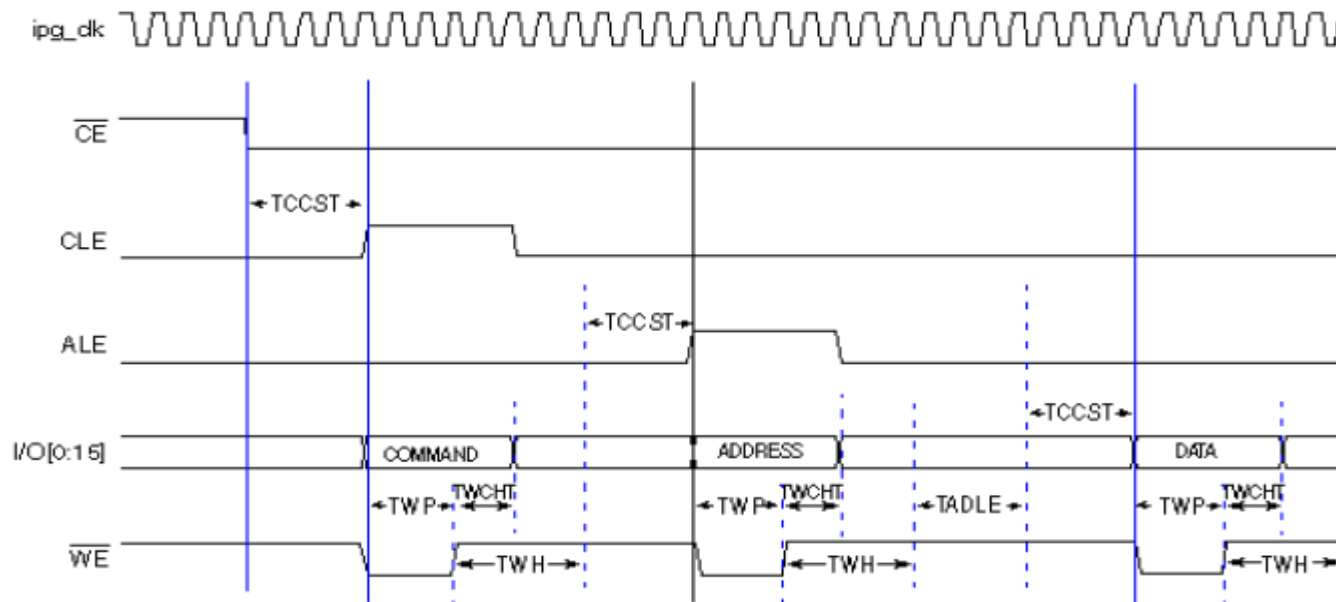 ipg_clk
CE
TCCST
CLE
TCCST
ALE
TCCST
I/O[0:15] COMMAND ADDRESS DATA
TWP TWCHT TWP TWCHT TADLE TWP TWCHT
WE TWH TWH TWH